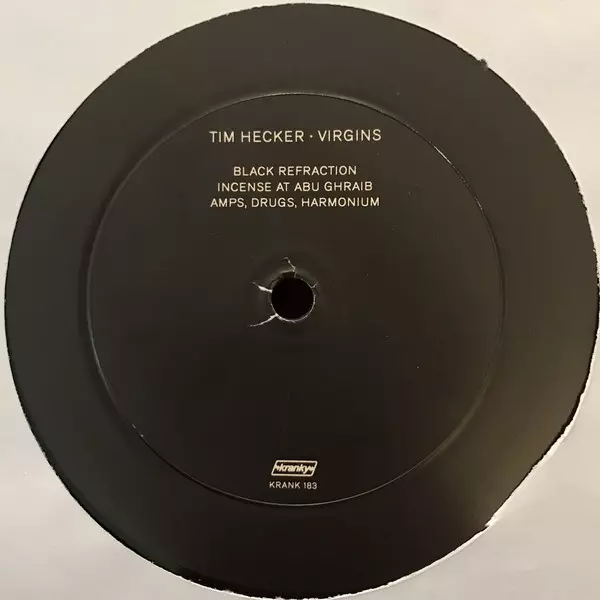 TIM HECKER · VIRGINS
BLACK REFRACTION
INCENSE AT ABU GHRAIB
AMPS, DRUGS, HARMONIUM
kranky
KRANK 183